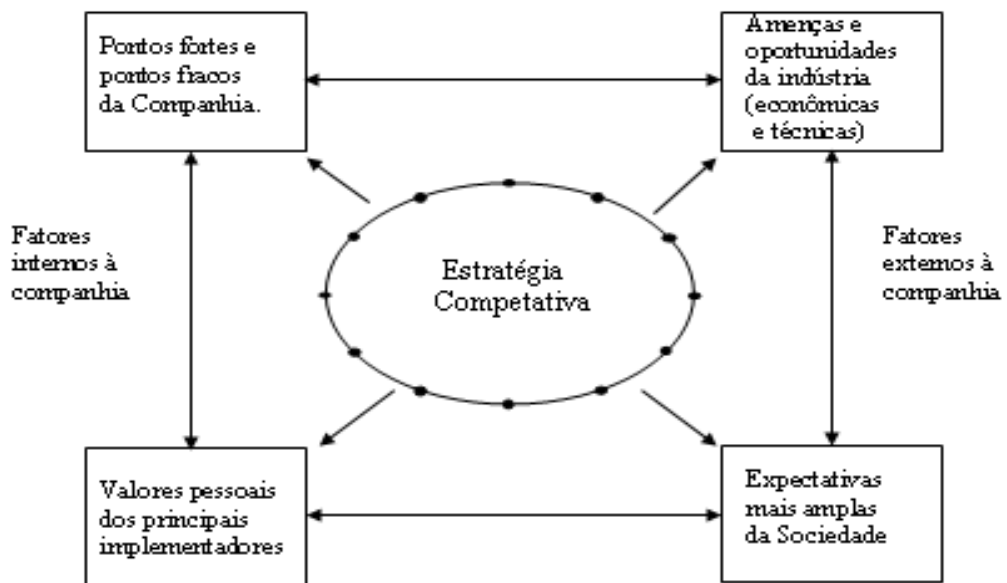 Pontos fortes e
pontos fracos
da Companhia.
Amenças e
oportunidades
da indústria
(econômicas
e técnicas)
Fatores
internos à
companhia
Estratégia
Competativa
Fatores
externos à
companhia
Valores pessoais
dos principais
implementadores
Expectativas
mais amplas
da Sociedade